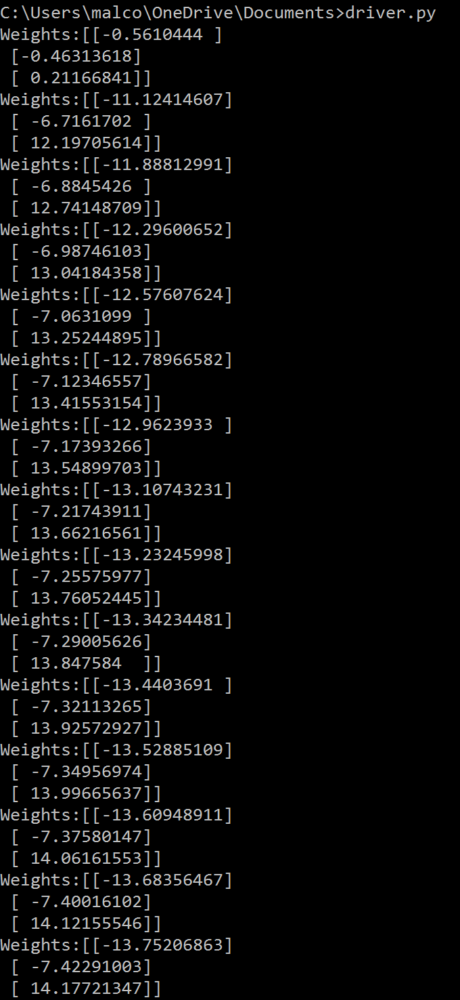 C:\Users\malco\OneDrive\Documents>driver.py
Weights:[[-0.5610444 ]
 [-0.46313618]
 [ 0.21166841]]
Weights:[[-11.12414607]
 [ -6.7161702 ]
 [ 12.19705614]]
Weights:[[-11.88812991]
 [ -6.8845426 ]
 [ 12.74148709]]
Weights:[[-12.29600652]
 [ -6.98746103]
 [ 13.04184358]]
Weights:[[-12.57607624]
 [ -7.0631099 ]
 [ 13.25244895]]
Weights:[[-12.78966582]
 [ -7.12346557]
 [ 13.41553154]]
Weights:[[-12.9623933 ]
 [ -7.17393266]
 [ 13.54899703]]
Weights:[[-13.10743231]
 [ -7.21743911]
 [ 13.66216561]]
Weights:[[-13.23245998]
 [ -7.25575977]
 [ 13.76052445]]
Weights:[[-13.34234481]
 [ -7.29005626]
 [ 13.847584  ]]
Weights:[[-13.4403691 ]
 [ -7.32113265]
 [ 13.92572927]]
Weights:[[-13.52885109]
 [ -7.34956974]
 [ 13.99665637]]
Weights:[[-13.60948911]
 [ -7.37580147]
 [ 14.06161553]]
Weights:[[-13.68356467]
 [ -7.40016102]
 [ 14.12155546]]
Weights:[[-13.75206863]
 [ -7.42291003]
 [ 14.17721347]]